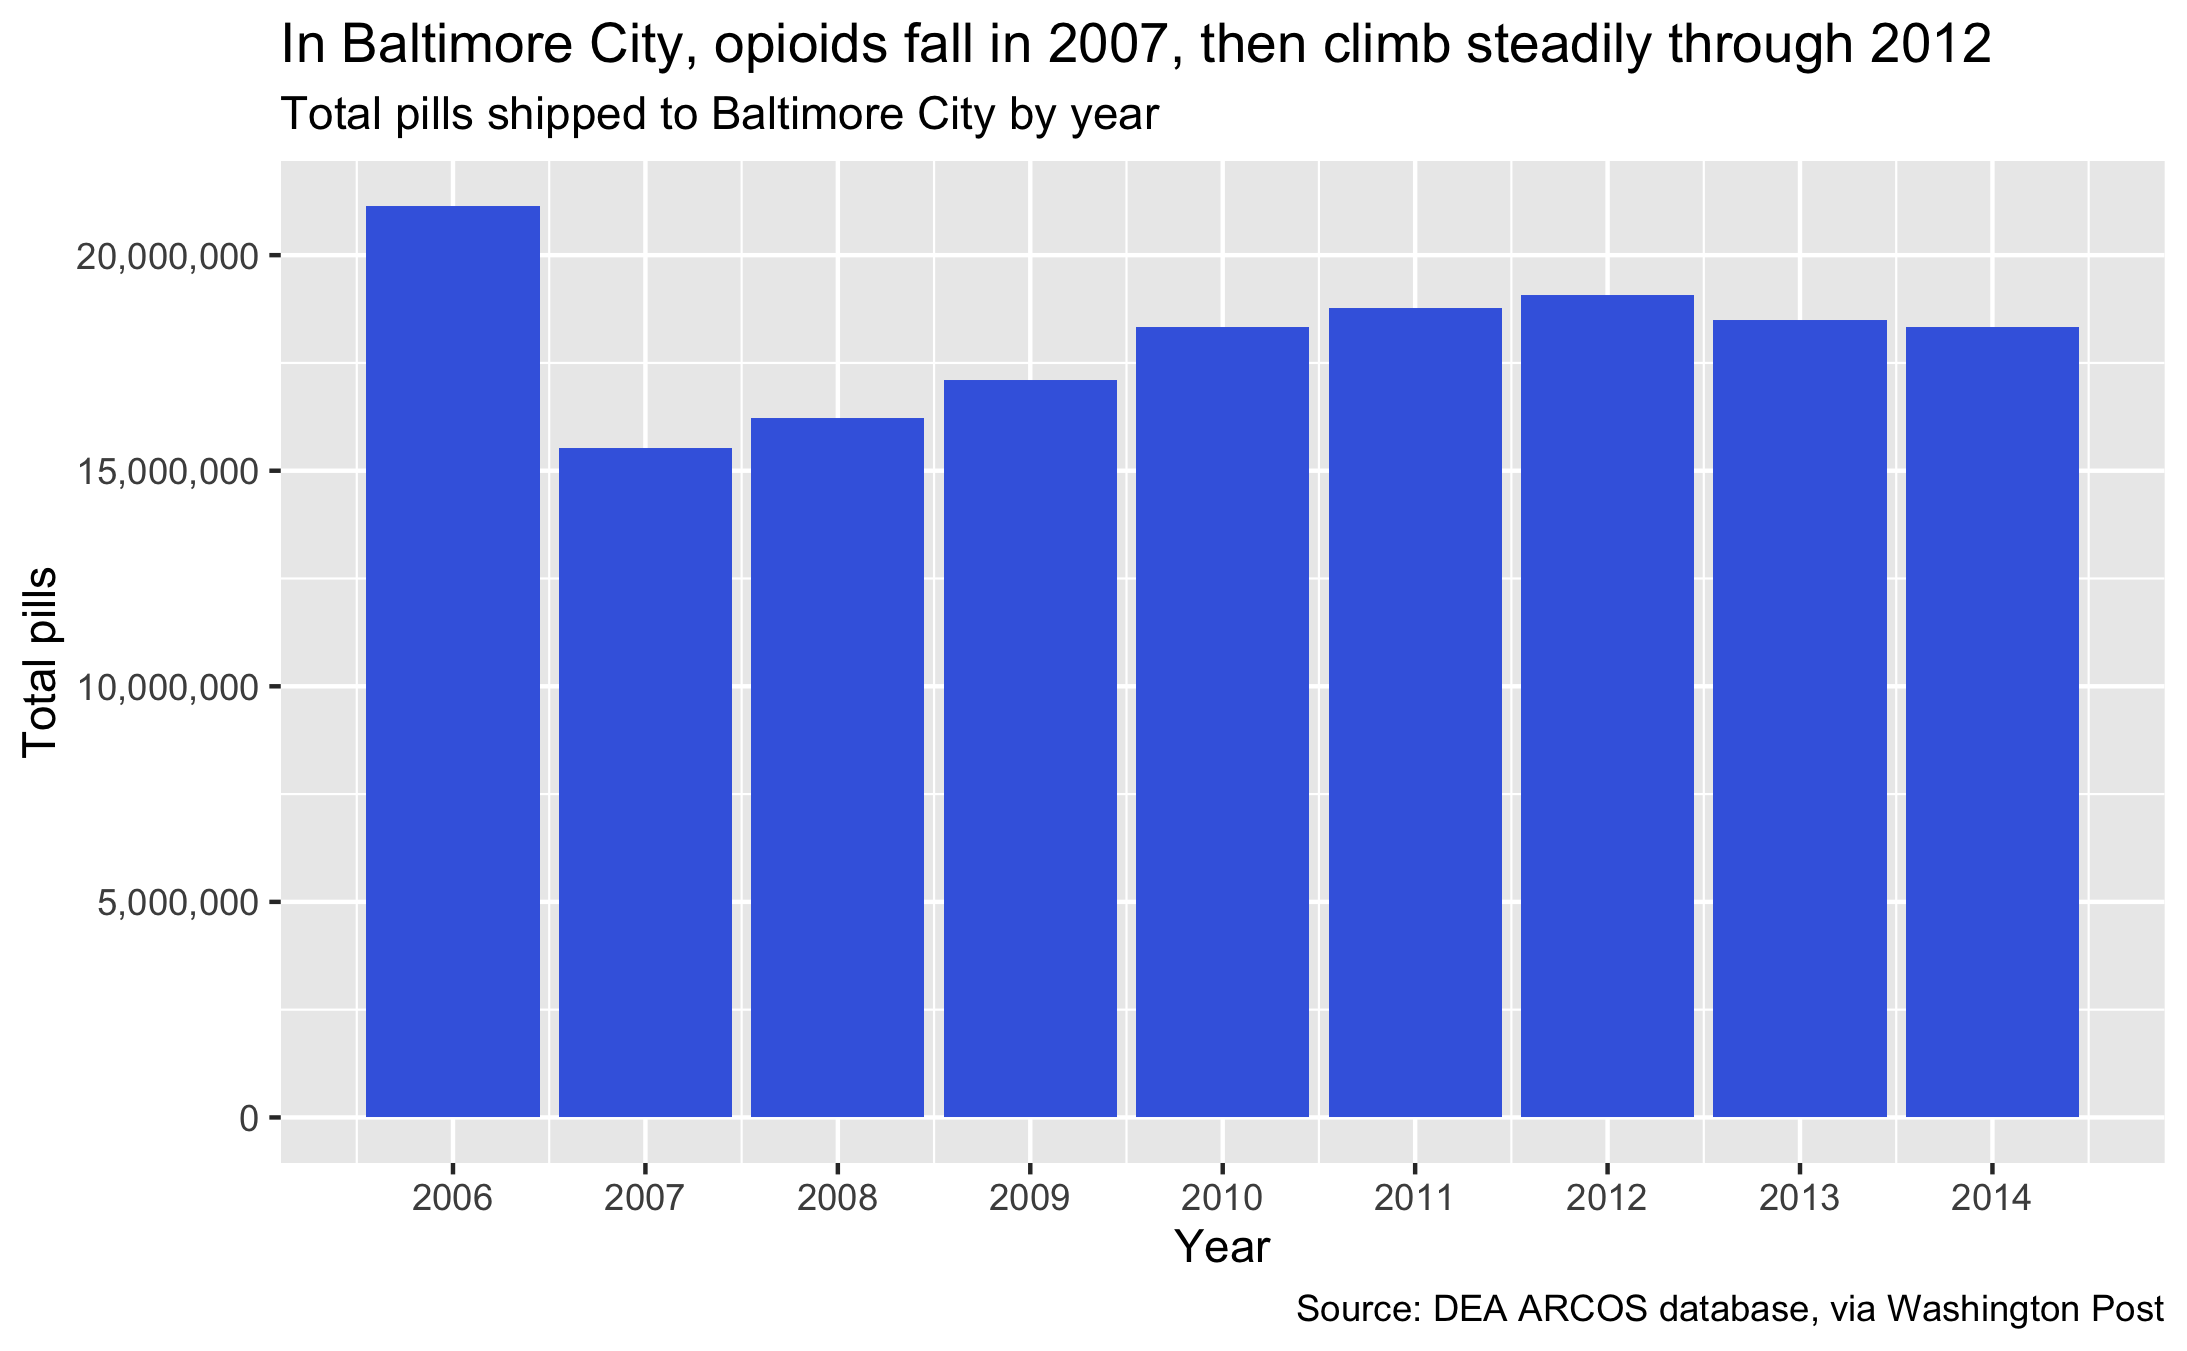 In Baltimore City, opioids fall in 2007, then climb steadily through 2012
Total pills shipped to Baltimore City by year
Total pills
20,000,000
15,000,000
10,000,000
5,000,000
0
2006 2007 2008 2009 2010 2011 2012 2013 2014
Year
Source: DEA ARCOS database, via Washington Post